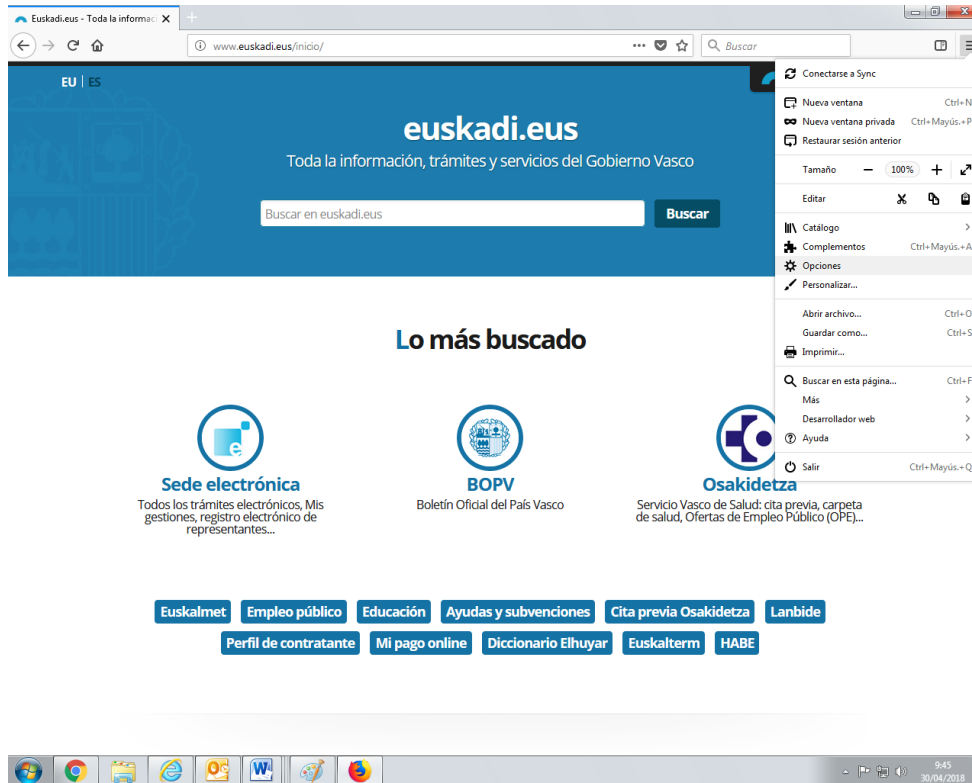 Euskadi.eus - Toda la informac
www.euskadi.eus/inicio/
Buscar
EU | ES
euskadi.eus
Toda la información, trámites y servicios del Gobierno Vasco
Buscar en euskadi.eus
Buscar
Conectarse a Sync
Nueva ventana Ctrl+N
Nueva ventana privada Ctrl+Mayús.+P
Restaurar sesión anterior
Tamaño 100%
Editar
Catálogo
Complementos Ctrl+Mayús.+A
Opciones
Personalizar...
Abrir archivo... Ctrl+O
Guardar como... Ctrl+S
Imprimir...
Buscar en esta página... Ctrl+F
Más
Desarrollador web
Ayuda
Salir Ctrl+Mayús.+Q
Lo más buscado
Sede electrónica
Todos los trámites electrónicos, Mis
gestiones, registro electrónico de
representantes...
BOPV
Boletín Oficial del País Vasco
Osakidetza
Servicio Vasco de Salud: cita previa, carpeta
de salud, Ofertas de Empleo Público (OPE)...
Euskalmet Empleo público Educación Ayudas y subvenciones Cita previa Osakidetza Lanbide
Perfil de contratante Mi pago online Diccionario Elhuyar Euskalterm HABE
9:45
30/04/2018